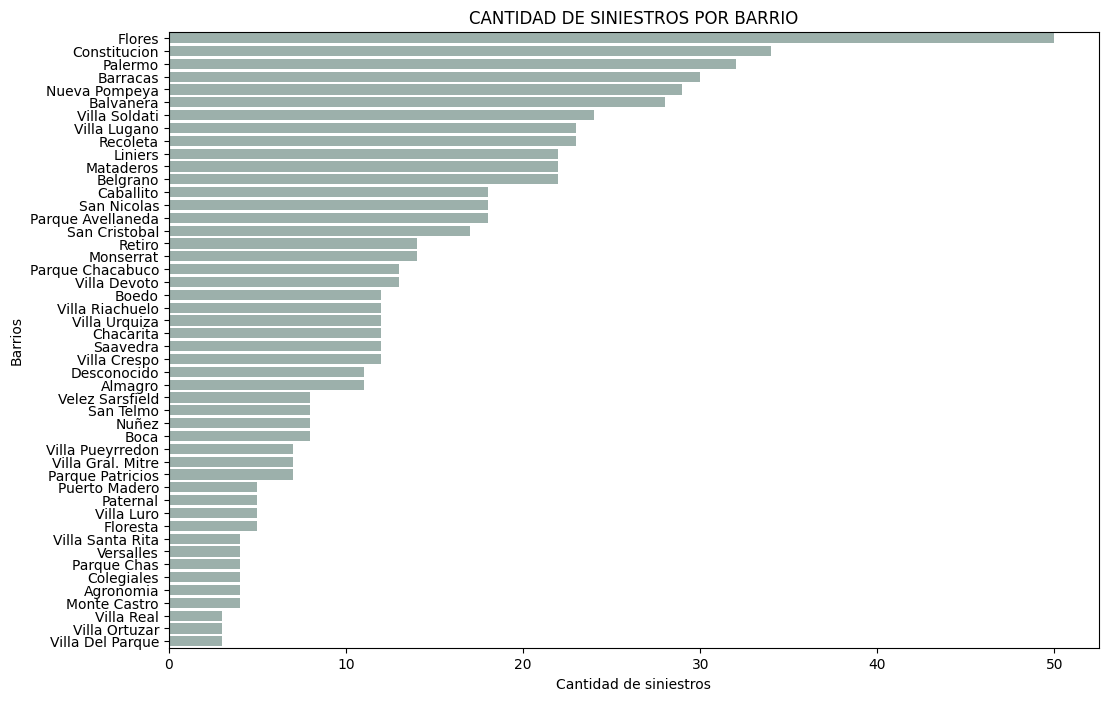 CANTIDAD DE SINIESTROS POR BARRIO
Barrios
Flores
Constitucion
Palermo
Barracas
Nueva Pompeya
Balvanera
Villa Soldati
Villa Lugano
Recoleta
Liniers
Mataderos
Belgrano
Caballito
San Nicolas
Parque Avellaneda
San Cristobal
Retiro
Monserrat
Parque Chacabuco
Villa Devoto
Boedo
Villa Riachuelo
Villa Urquiza
Chacarita
Saavedra
Villa Crespo
Desconocido
Almagro
Velez Sarsfield
San Telmo
Nuñez
Boca
Villa Pueyrredon
Villa Gral. Mitre
Parque Patricios
Puerto Madero
Paternal
Villa Luro
Floresta
Villa Santa Rita
Versalles
Parque Chas
Colegiales
Agronomia
Monte Castro
Villa Real
Villa Ortuzar
Villa Del Parque
0 10 20 30 40 50
Cantidad de siniestros